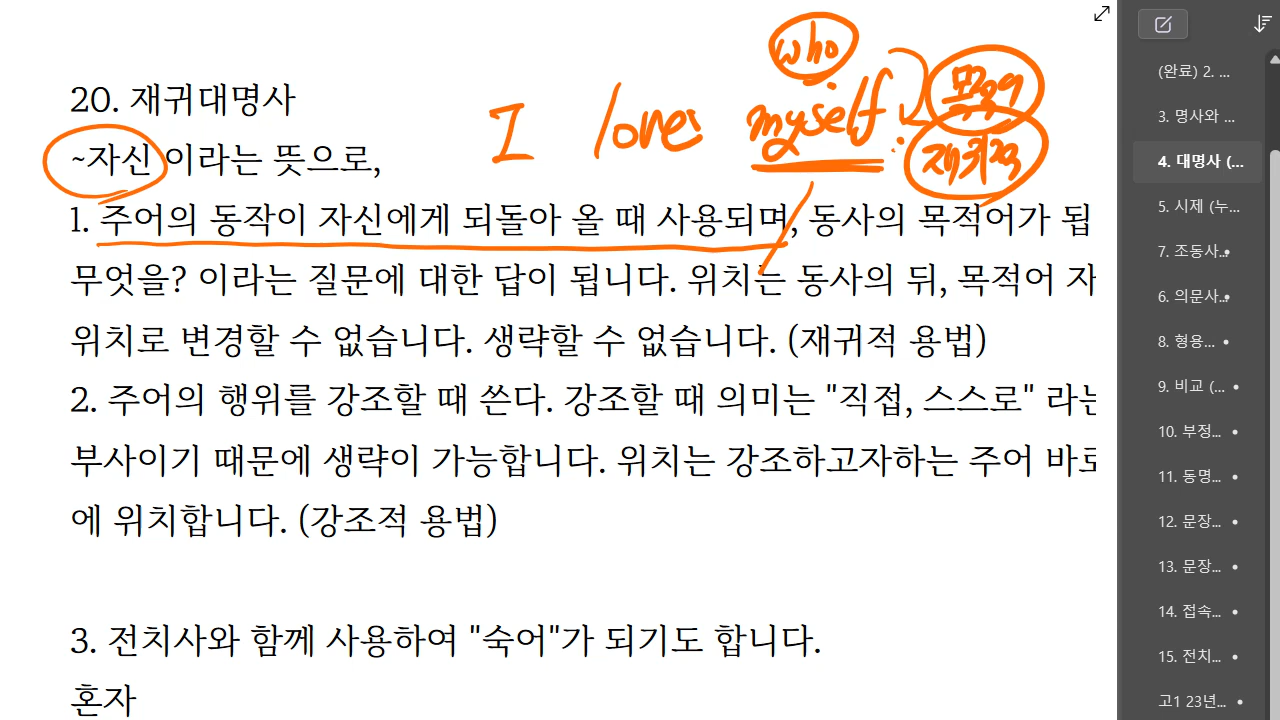 who
I loves myself 목적어
재귀적
20. 재귀대명사
~자신 이라는 뜻으로,
1. 주어의 동작이 자신에게 되돌아 올 때 사용되며, 동사의 목적어가 됩
무엇을? 이라는 질문에 대한 답이 됩니다. 위치는 동사의 뒤, 목적어 자
위치로 변경할 수 없습니다. 생략할 수 없습니다. (재귀적 용법)
2. 주어의 행위를 강조할 때 쓴다. 강조할 때 의미는 "직접, 스스로" 라는
부사이기 때문에 생략이 가능합니다. 위치는 강조하고자하는 주어 바로
에 위치합니다. (강조적 용법)
3. 전치사와 함께 사용하여 "숙어"가 되기도 합니다.
혼자
(완료) 2. ...
3. 명사와 ...
4. 대명사 (...
5. 시제 (누...
7. 조동사...
6. 의문사...
8. 형용...
9. 비교 (...
10. 부정...
11. 동명...
12. 문장...
13. 문장...
14. 접속...
15. 전치...
고1 23년...